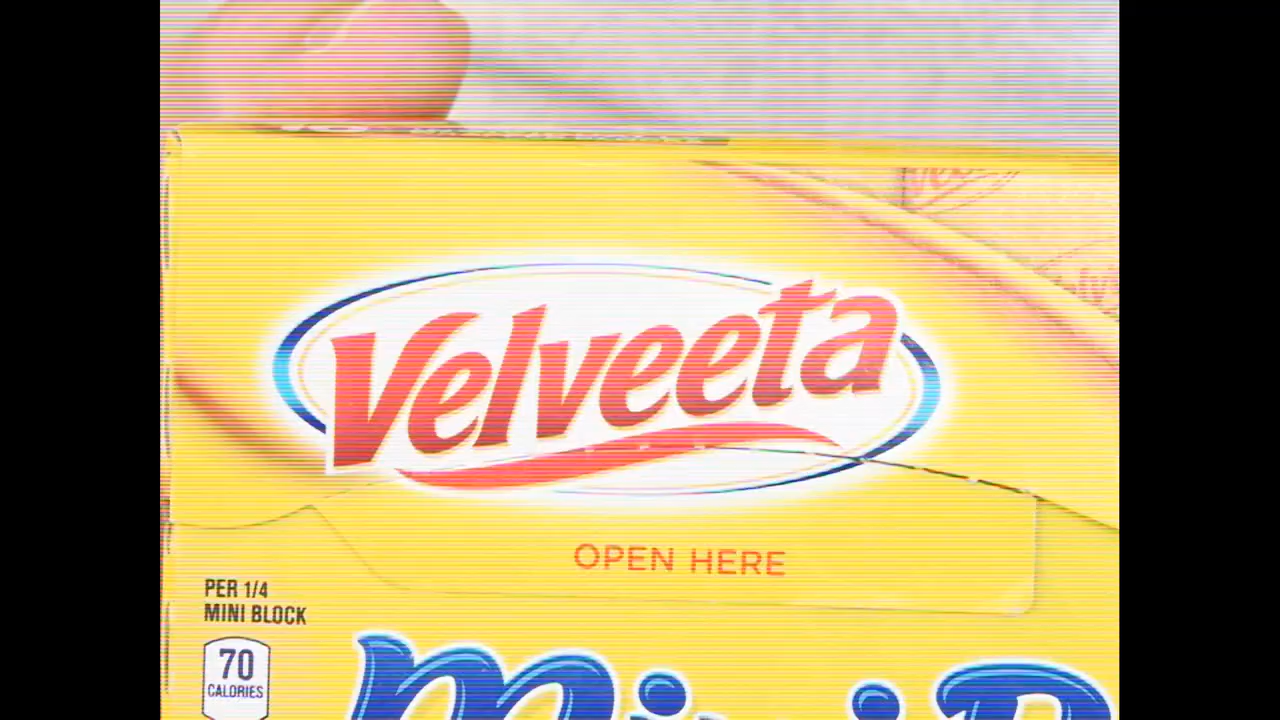 Velveeta
OPEN HERE
PER 1/4
MINI BLOCK
70
CALORIES